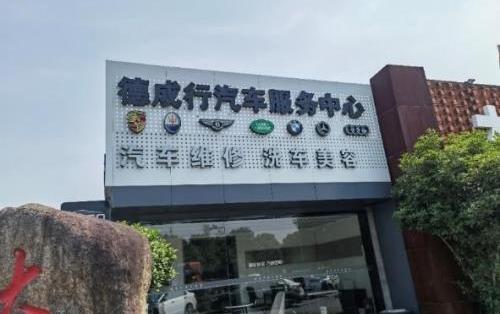 德成行汽车服务中心
汽车维修 洗车美容